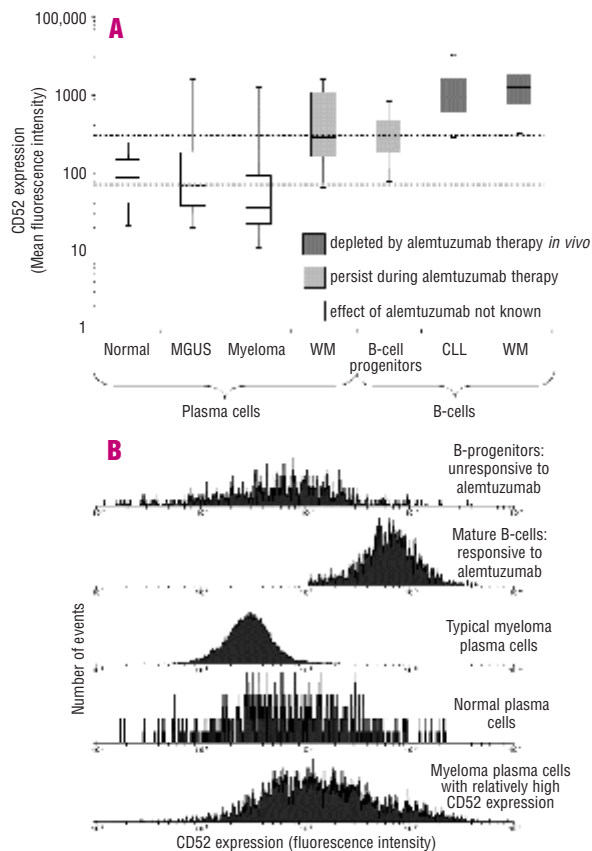 A
100,000
1000
100
10
1
CD52 expression
(Mean fluorescence intensity)
depleted by alemtuzumab therapy in vivo
persist during alemtuzumab therapy
effect of alemtuzumab not known
Normal MGUS Myeloma WM B-cell progenitors CLL WM
Plasma cells B-cells
B
B-progenitors:
unresponsive to
alemtuzumab
Mature B-cells:
responsive to
alemtuzumab
Typical myeloma
plasma cells
Normal plasma
cells
Myeloma plasma cells
with relatively high
CD52 expression
Number of events
CD52 expression (fluorescence intensity)